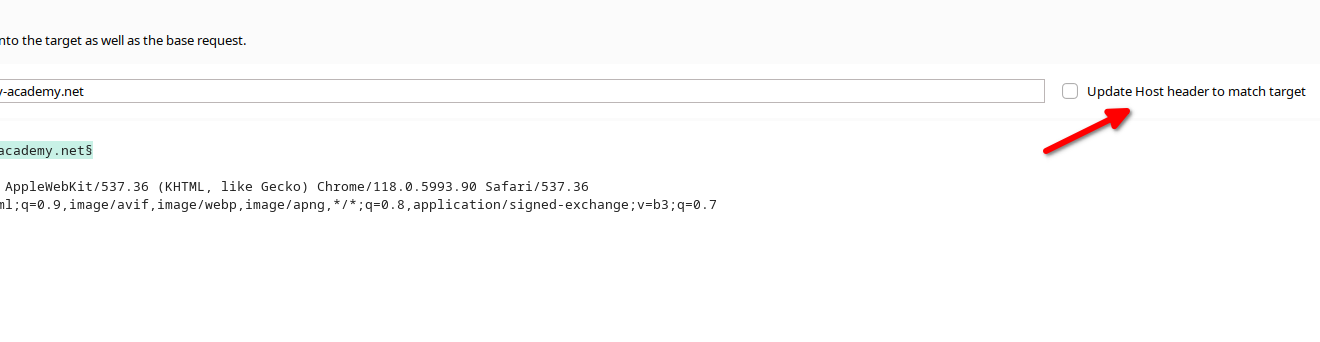 nto the target as well as the base request.
y-academy.net
Update Host header to match target
academy.net§
AppleWebKit/537.36 (KHTML, like Gecko) Chrome/118.0.5993.90 Safari/537.36
ml;q=0.9,image/avif,image/webp,image/apng,*/*;q=0.8,application/signed-exchange;v=b3;q=0.7